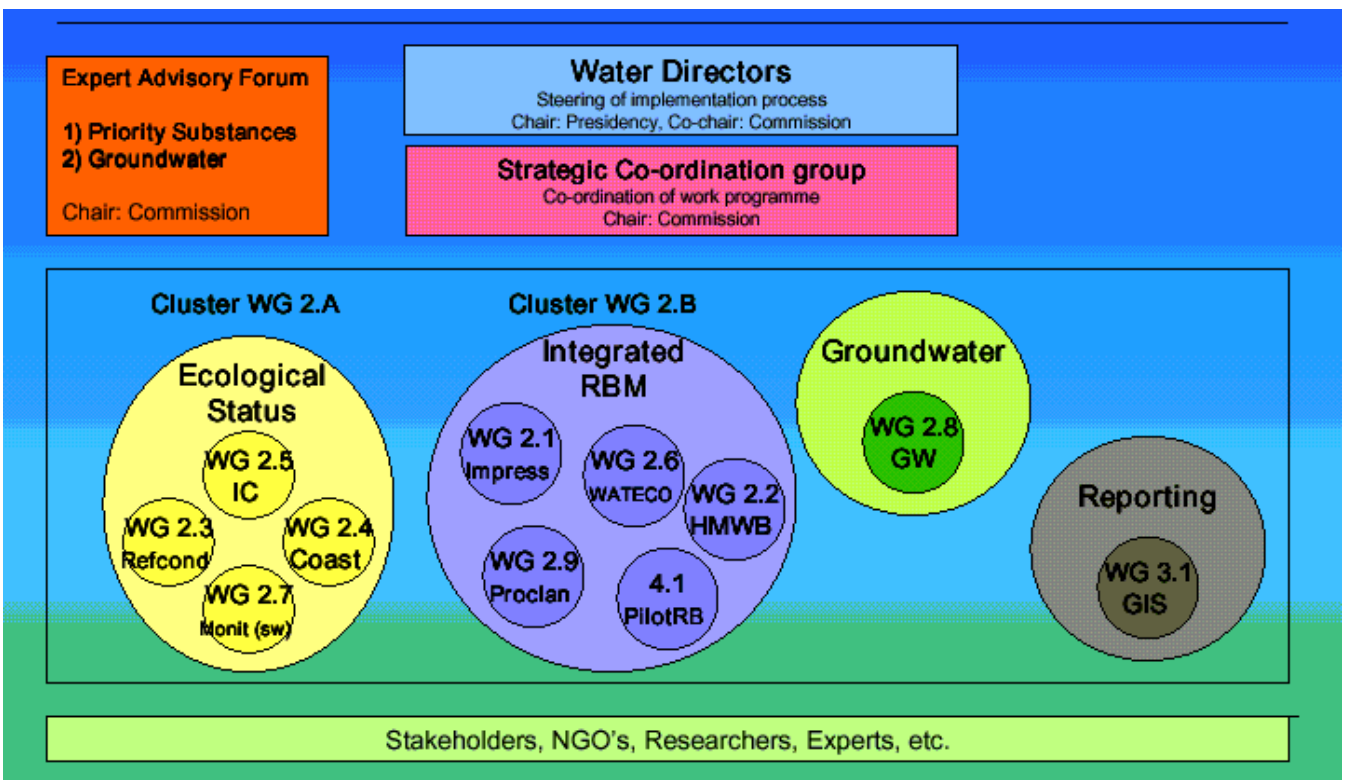 Expert Advisory Forum
1) Priority Substances
2) Groundwater
Chair: Commission
Water Directors
Steering of implementation process
Chair: Presidency, Co-chair: Commission
Strategic Co-ordination group
Co-ordination of work programme
Chair: Commission
Cluster WG 2.A
Ecological
Status
WG 2.5
IC
WG 2.3
Refcond
WG 2.4
Coast
WG 2.7
Monit (sw)
Cluster WG 2.B
Integrated
RBM
WG 2.1
Impress
WG 2.6
WATECO
WG 2.2
HMWB
WG 2.9
Proclan
4.1
PilotRB
Groundwater
WG 2.8
GW
Reporting
WG 3.1
GIS
Stakeholders, NGO's, Researchers, Experts, etc.